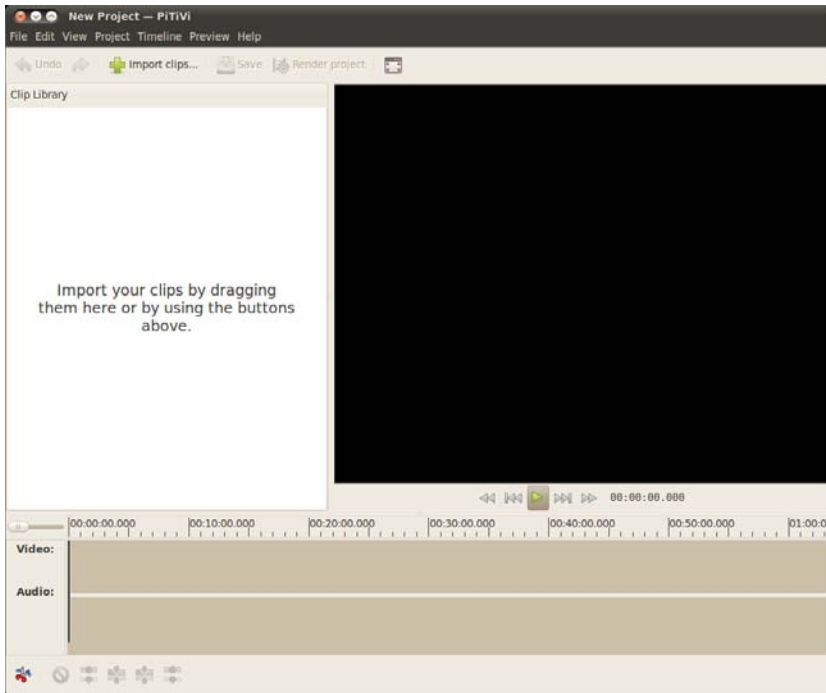 New Project — PiTiVi
File Edit View Project Timeline Preview Help
Undo Import clips... Save Render project
Clip Library
Import your clips by dragging
them here or by using the buttons
above.
00:00:00.000
00:00:00.000 00:10:00.000 00:20:00.000 00:30:00.000 00:40:00.000 00:50:00.000 01:00:0
Video:
Audio: